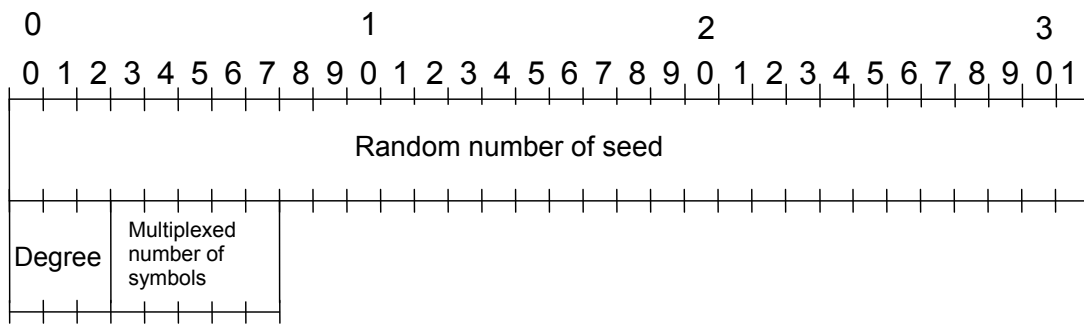 0 1 2 3
0 1 2 3 4 5 6 7 8 9 0 1 2 3 4 5 6 7 8 9 0 1 2 3 4 5 6 7 8 9 0 1
Random number of seed
Degree
Multiplexed
number of
symbols